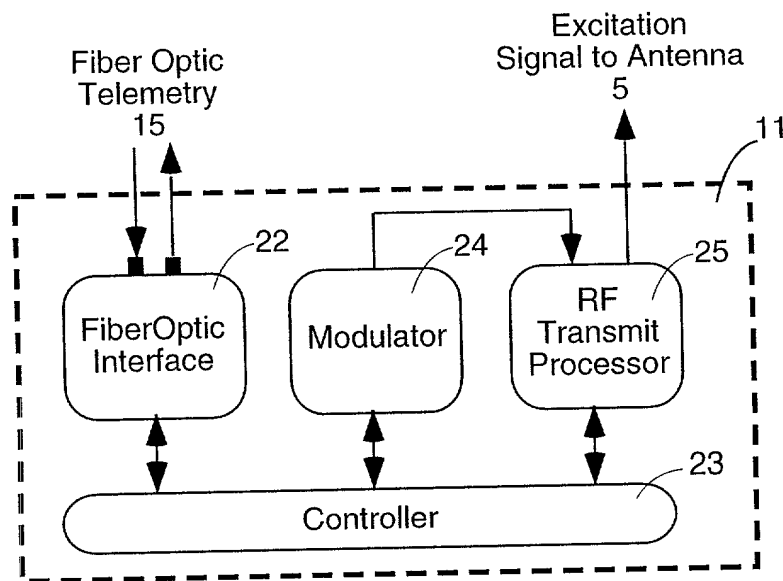 Fiber Optic
Telemetry
15
Excitation
Signal to Antenna
5
11
22
FiberOptic
Interface
24
Modulator
25
RF
Transmit
Processor
23
Controller